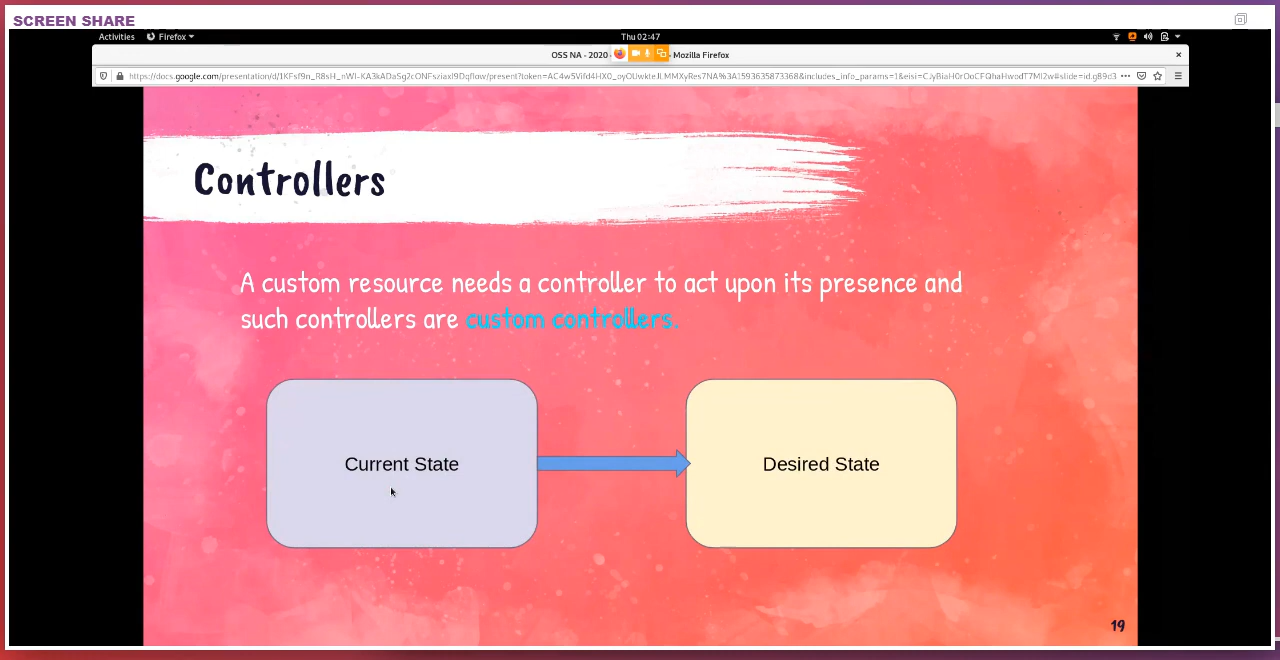 SCREEN SHARE
Activities Firefox Thu 02:47
OSS NA - 2020 - Mozilla Firefox
Controllers
A custom resource needs a controller to act upon its presence and
such controllers are custom controllers.
Current State
Desired State
19